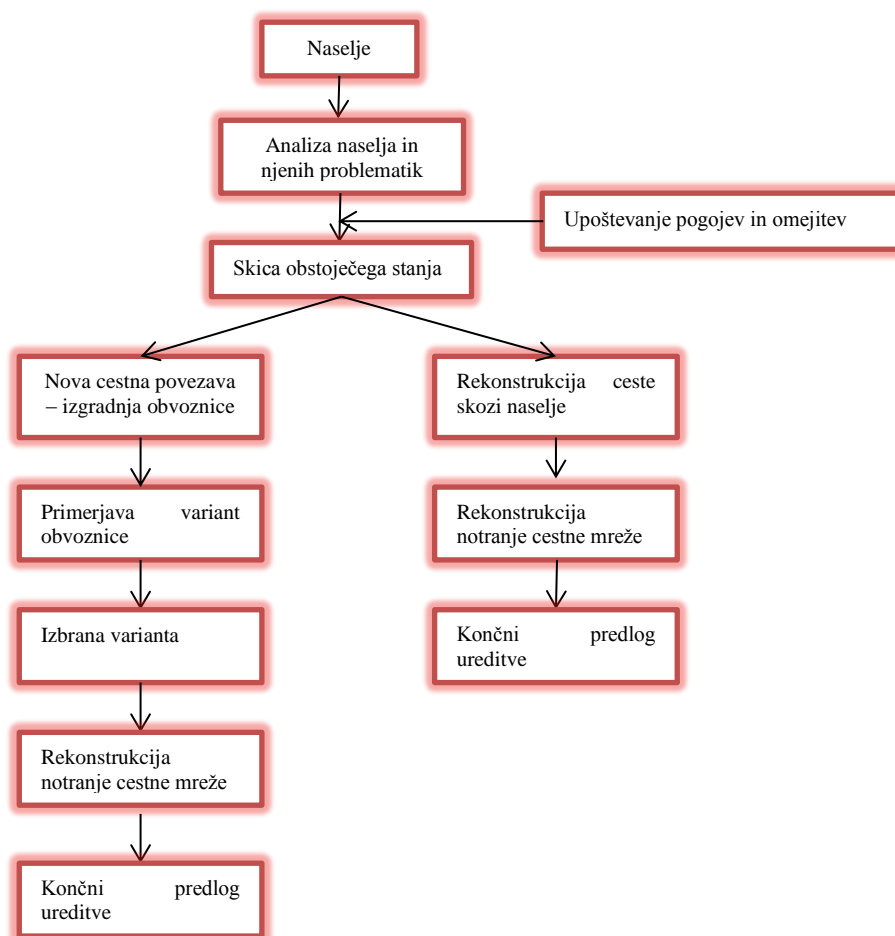 Naselje
Analiza naselja in
njenih problematik
Upoštevanje pogojev in omejitev
Skica obstoječega stanja
Nova cestna povezava
– izgradnja obvoznice
Rekonstrukcija ceste
skozi naselje
Primerjava variant
obvoznice
Rekonstrukcija
notranje cestne mreže
Izbrana varianta
Končni predlog
ureditve
Rekonstrukcija
notranje cestne mreže
Končni predlog
ureditve